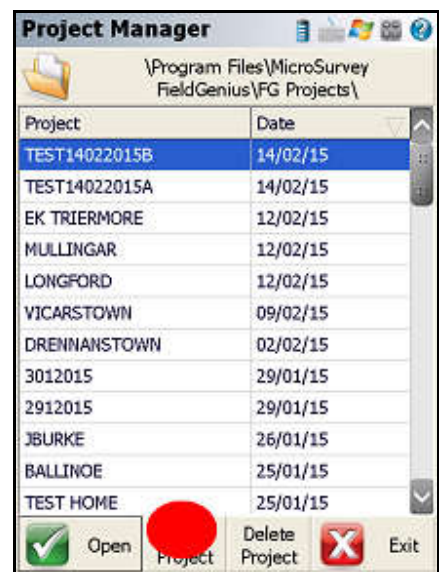 Project Manager
\Program Files\MicroSurvey
FieldGenius\FG Projects\
Project Date
TEST14022015B 14/02/15
TEST14022015A 14/02/15
EK TRIERMORE 12/02/15
MULLINGAR 12/02/15
LONGFORD 12/02/15
VICARSTOWN 09/02/15
DRENNANSTOWN 02/02/15
3012015 29/01/15
2912015 29/01/15
JBURKE 26/01/15
BALLINOE 25/01/15
TEST HOME 25/01/15
Open Project Delete Project Exit